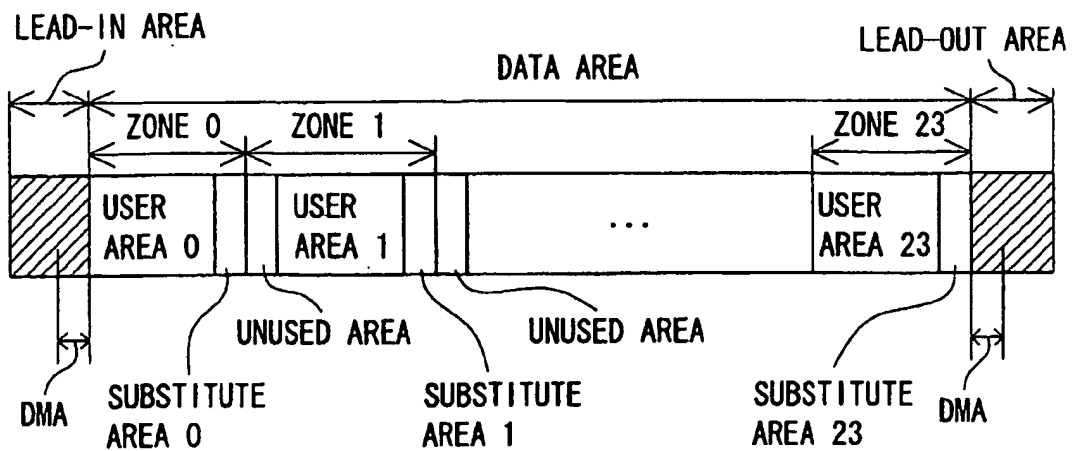 LEAD-IN AREA
LEAD-OUT AREA
DATA AREA
ZONE 0
ZONE 1
ZONE 23
USER
AREA 0
USER
AREA 1
...
USER
AREA 23
UNUSED AREA
UNUSED AREA
DMA
SUBSTITUTE
AREA 0
SUBSTITUTE
AREA 1
SUBSTITUTE
AREA 23
DMA